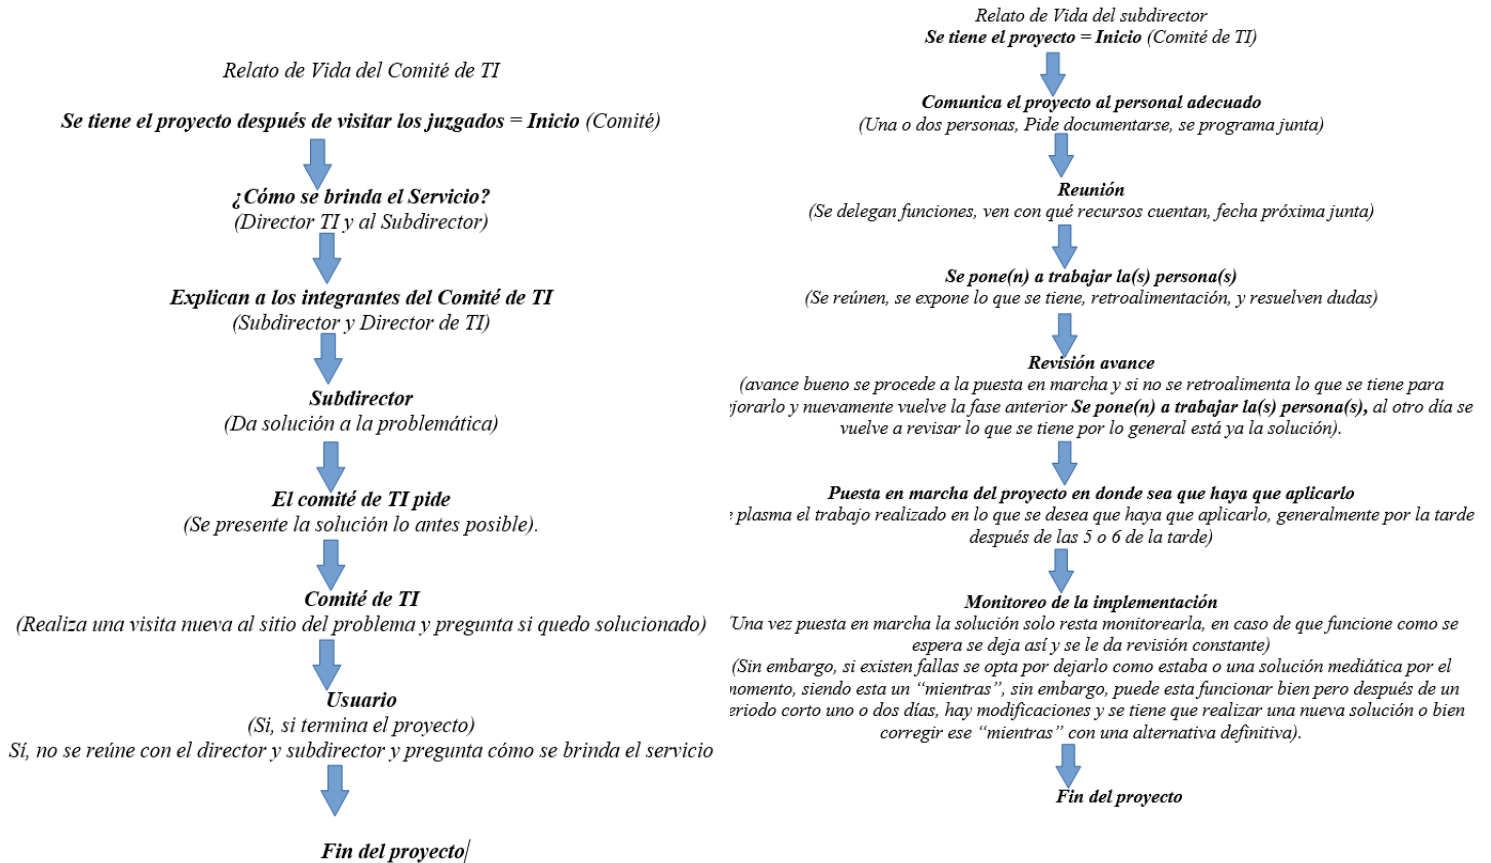 Relato de Vida del Comité de TI
Se tiene el proyecto después de visitar los juzgados = Inicio (Comité)
¿Cómo se brinda el Servicio?
(Director TI y al Subdirector)
Explican a los integrantes del Comité de TI
(Subdirector y Director de TI)
Subdirector
(Da solución a la problemática)
El comité de TI pide
(Se presente la solución lo antes posible).
Comité de TI
(Realiza una visita nueva al sitio del problema y pregunta si quedo solucionado)
Usuario
(Si, si termina el proyecto)
Sí, no se reúne con el director y subdirector y pregunta cómo se brinda el servicio
Fin del proyecto
Relato de Vida del subdirector
Se tiene el proyecto = Inicio (Comité de TI)
Comunica el proyecto al personal adecuado
(Una o dos personas, Pide documentarse, se programa junta)
Reunión
(Se delegan funciones, ven con qué recursos cuentan, fecha próxima junta)
Se pone(n) a trabajar la(s) persona(s)
(Se reúnen, se expone lo que se tiene, retroalimentación, y resuelven dudas)
Revisión avance
(avance bueno se procede a la puesta en marcha y si no se retroalimenta lo que se tiene para
jorarlo y nuevamente vuelve la fase anterior Se pone(n) a trabajar la(s) persona(s), al otro día se
vuelve a revisar lo que se tiene por lo general está ya la solución).
Puesta en marcha del proyecto en donde sea que haya que aplicarlo
plasma el trabajo realizado en lo que se desea que haya que aplicarlo, generalmente por la tarde
después de las 5 o 6 de la tarde)
Monitoreo de la implementación
(Una vez puesta en marcha la solución solo resta monitorearla, en caso de que funcione como se
espera se deja así y se le da revisión constante)
(Sin embargo, si existen fallas se opta por dejarlo como estaba o una solución mediática por el
momento, siendo esta un “mientras”, sin embargo, puede esta funcionar bien pero después de un
eriodo corto uno o dos días, hay modificaciones y se tiene que realizar una nueva solución o bien
corregir ese “mientras” con una alternativa definitiva).
Fin del proyecto